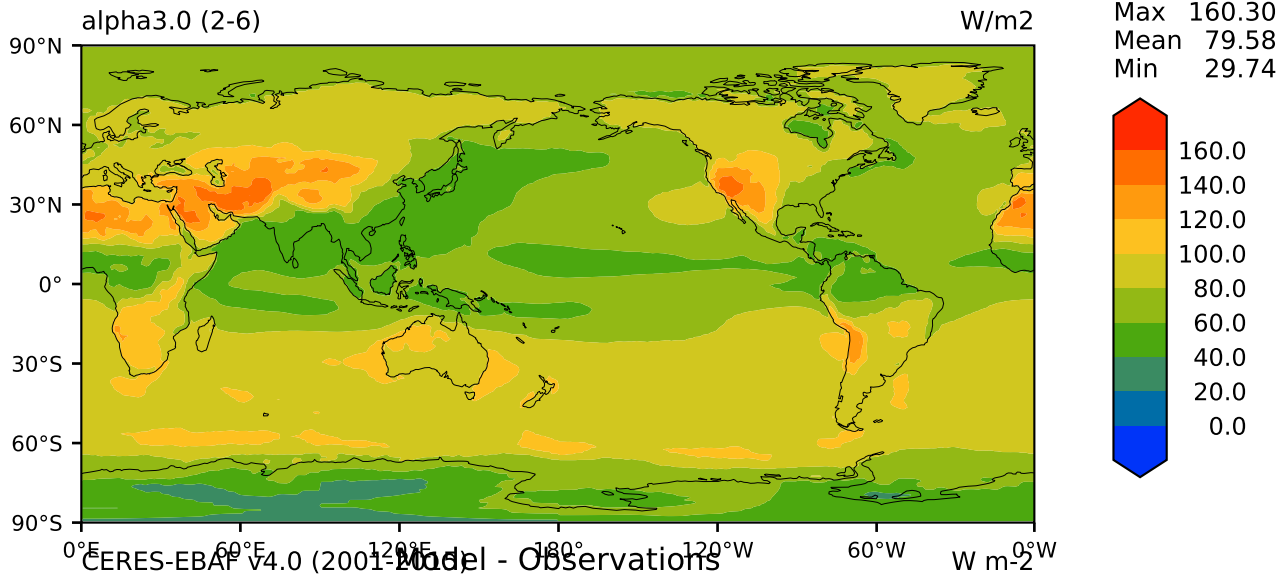 alpha3.0 (2-6) W/m2
Max 160.30
Mean 79.58
Min 29.74
90°N
60°N
30°N
0°
30°S
60°S
90°S
160.0
140.0
120.0
100.0
80.0
60.0
40.0
20.0
0.0
0°E 60°E 120°E 180° 120°W 60°W 0°W
CERES-EBAF v4.0 (2001-2015) Model - Observations W m-2